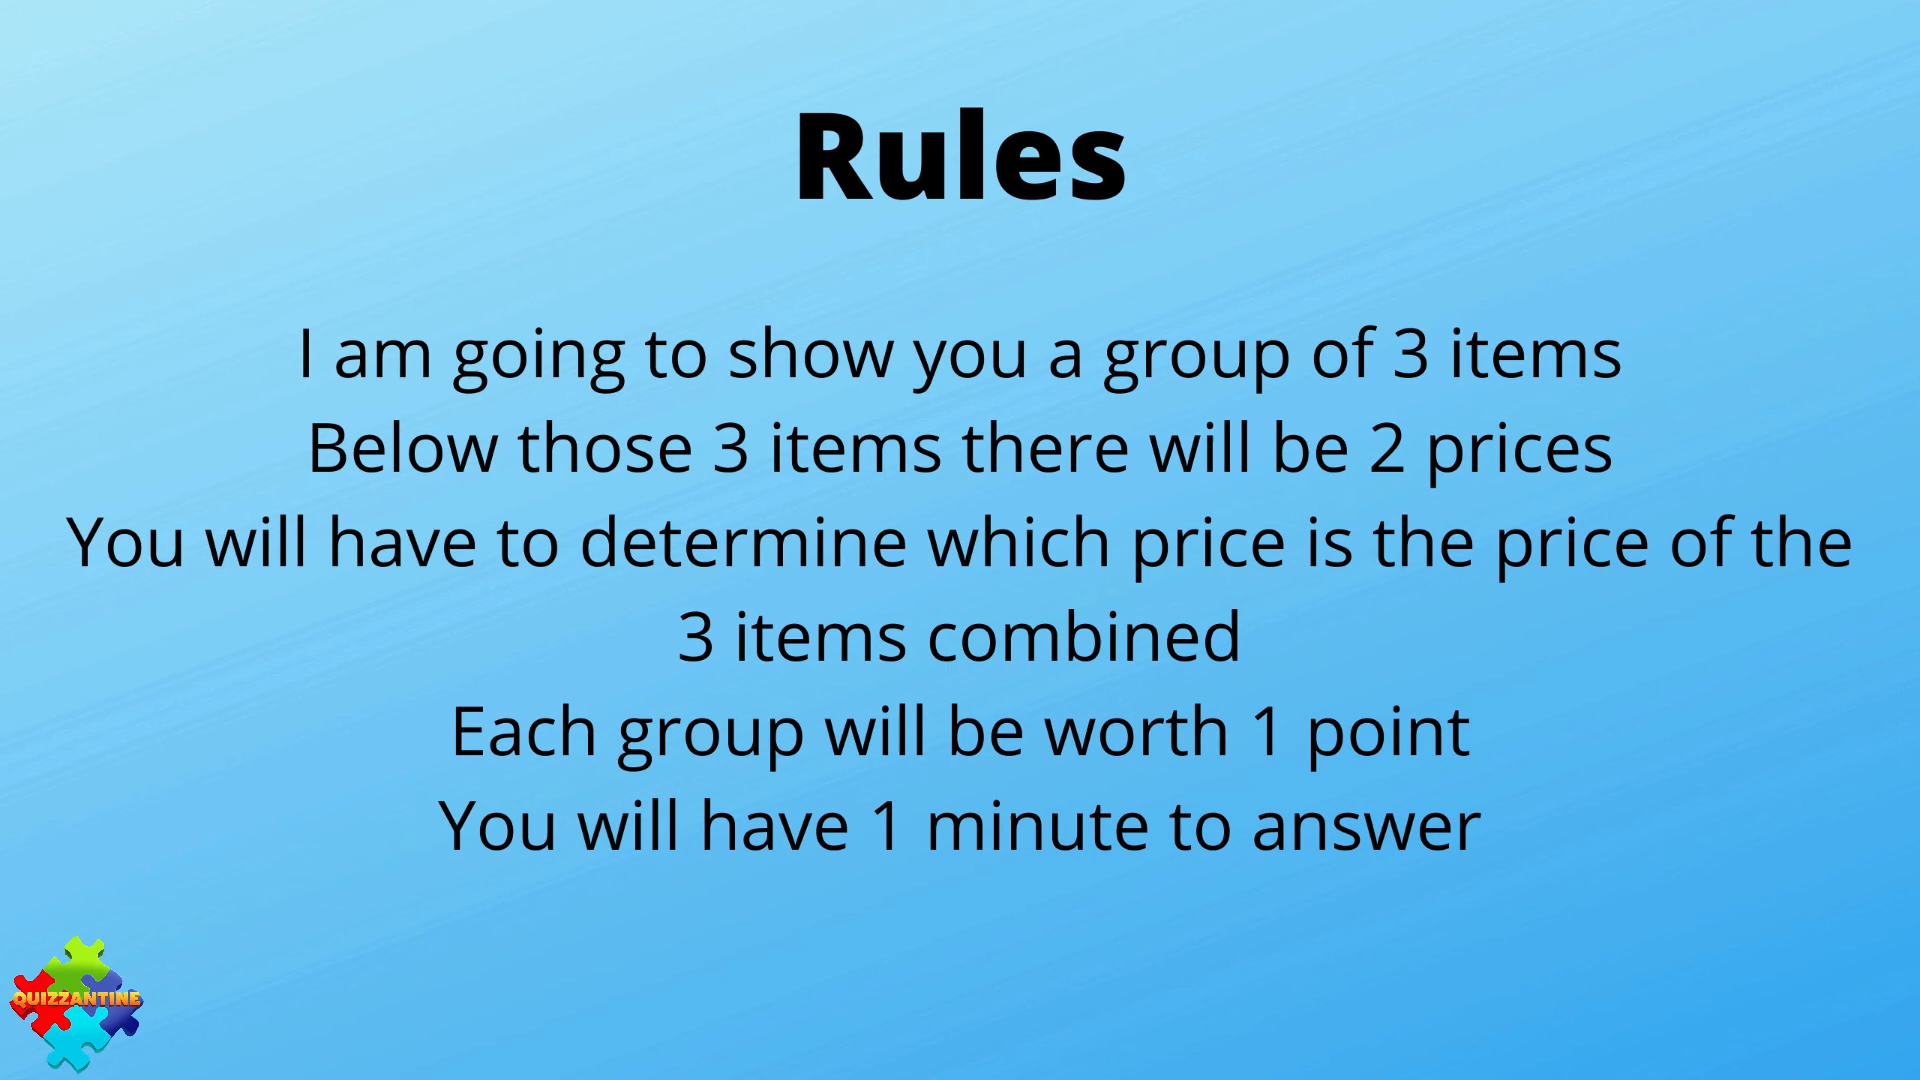 Rules
I am going to show you a group of 3 items
Below those 3 items there will be 2 prices
You will have to determine which price is the price of the
3 items combined
Each group will be worth 1 point
You will have 1 minute to answer
QUIZZANTINE